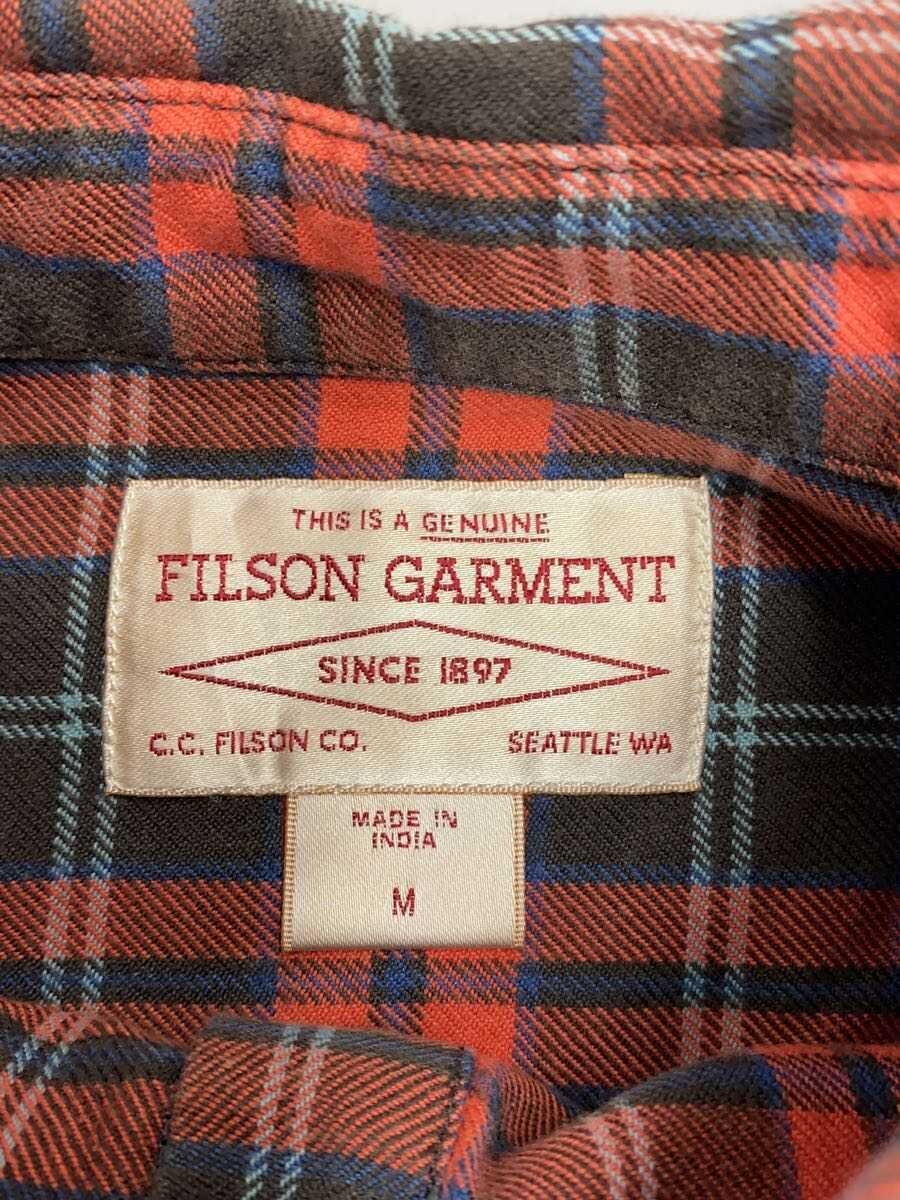 THIS IS A GENUINE
FILSON GARMENT
SINCE 1897
C.C. FILSON CO. SEATTLE WA
MADE IN
INDIA
M